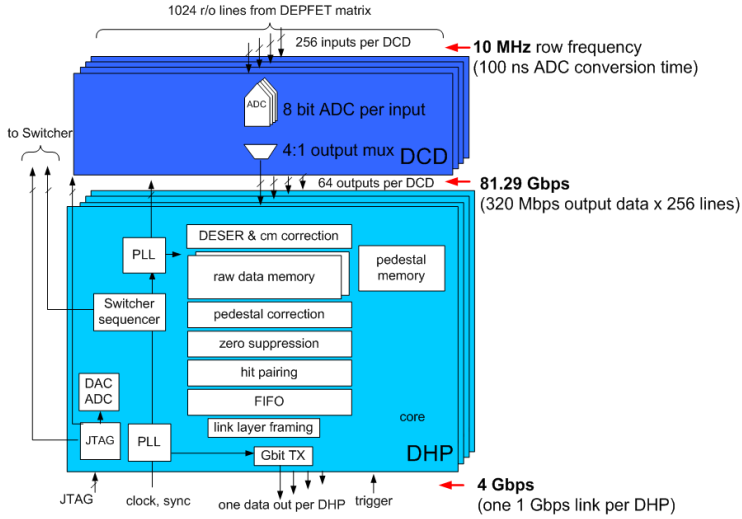 1024 r/o lines from DEPFET matrix
256 inputs per DCD
10 MHz row frequency
(100 ns ADC conversion time)
ADC
8 bit ADC per input
to Switcher
4:1 output mux
DCD
64 outputs per DCD
81.29 Gbps
(320 Mbps output data x 256 lines)
DESER & cm correction
PLL
pedestal
memory
raw data memory
Switcher
sequencer
pedestal correction
zero suppression
hit pairing
DAC
ADC
FIFO
core
link layer framing
JTAG
PLL
Gbit TX
DHP
4 Gbps
JTAG
clock, sync
one data out per DHP
trigger
(one 1 Gbps link per DHP)